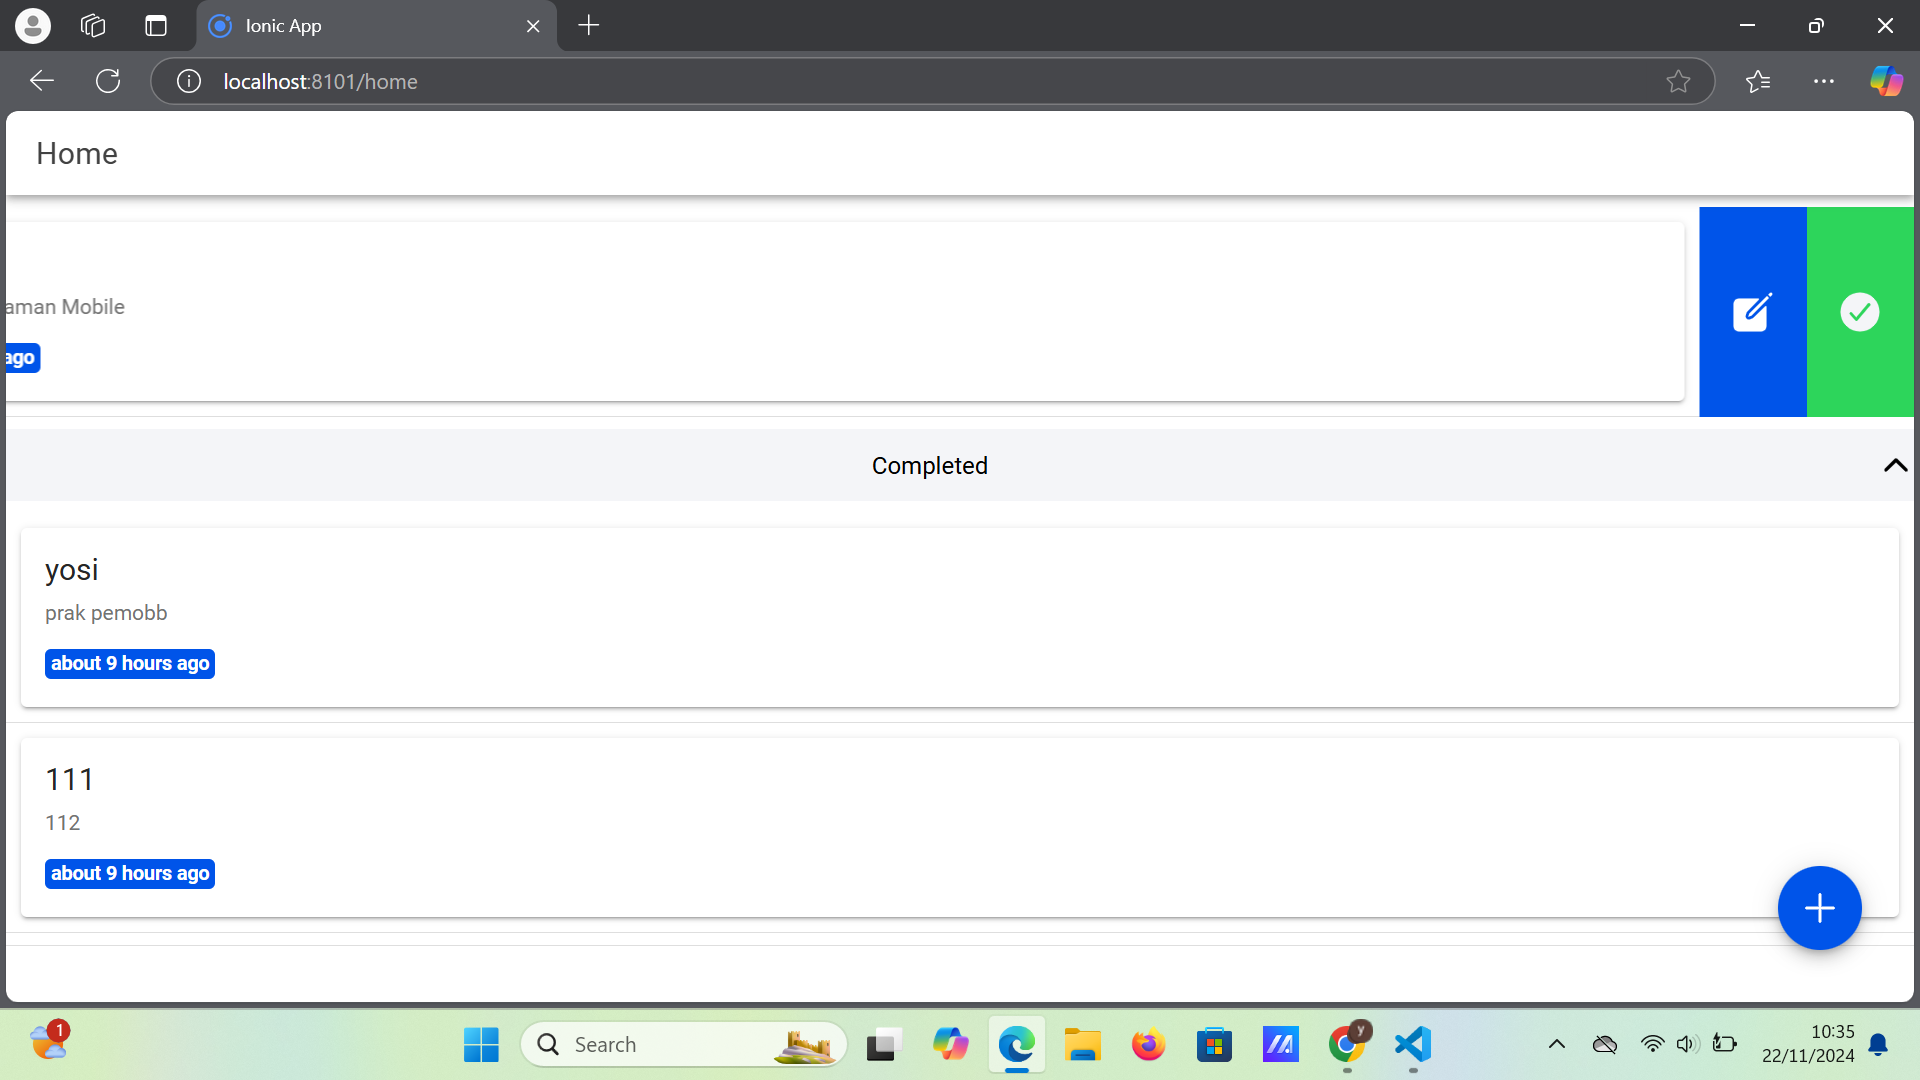 Ionic App
localhost:8101/home
Home
aman Mobile
ago
Completed
yosi
prak pemobb
about 9 hours ago
111
112
about 9 hours ago
1
Search
y
10:35
22/11/2024